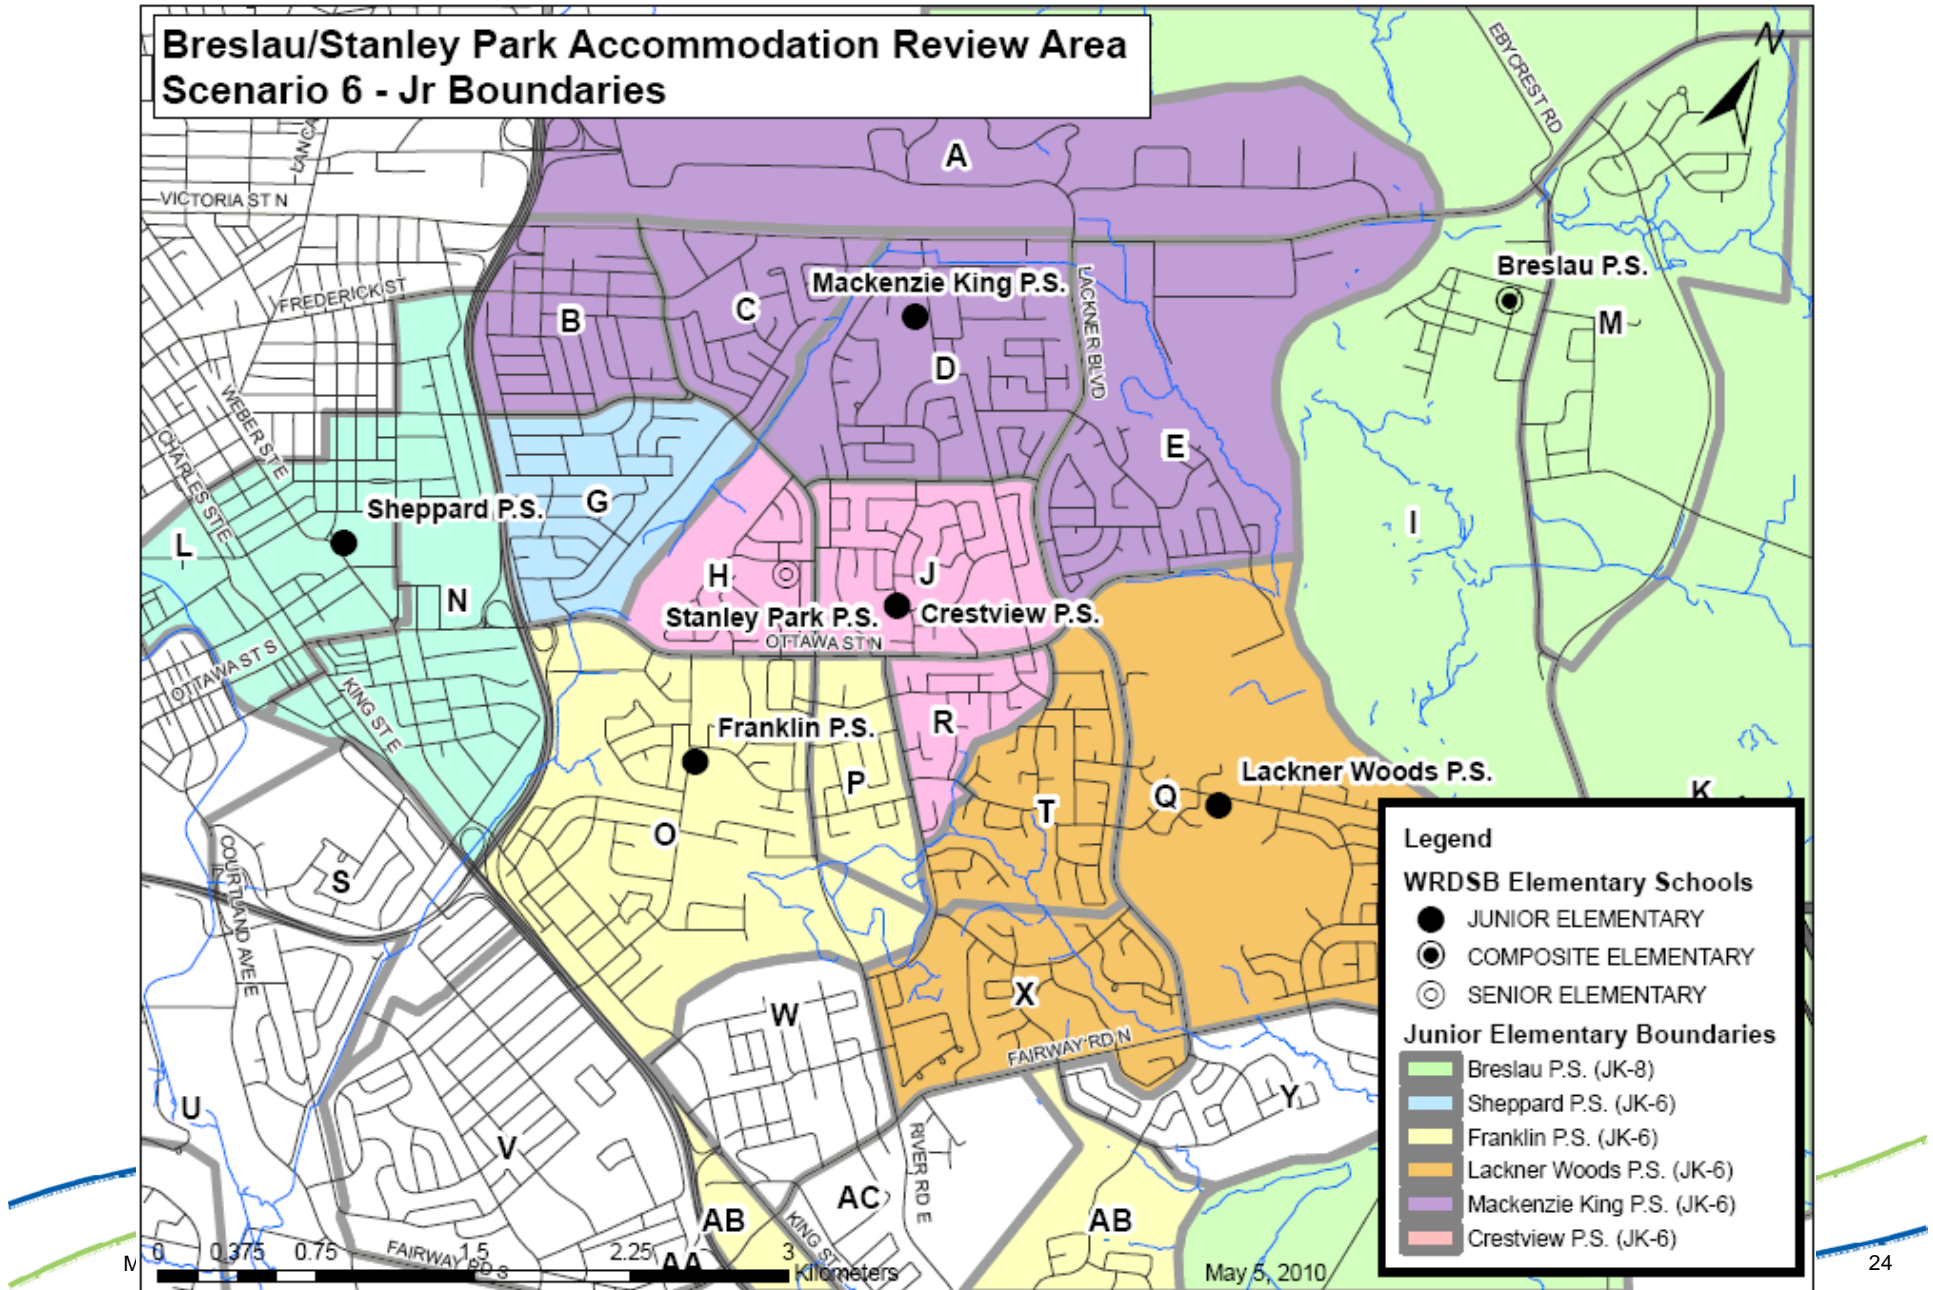 Breslau/Stanley Park Accommodation Review Area
Scenario 6 - Jr Boundaries
N
EBYCREST RD
A
VICTORIA ST N
FREDERICK ST
Breslau P.S.
Mackenzie King P.S.
LACKNER BLVD
B
C
M
D
WEBER ST E
CHARLES ST E
E
Sheppard P.S.
G
I
L
H
J
N
Stanley Park P.S.
Crestview P.S.
OTTAWA ST N
OTTAWA ST S
KING ST E
Franklin P.S.
R
Lackner Woods P.S.
P
Q
K
T
O
COURTLAND AVE E
S
X
W
FAIRWAY RD N
Y
U
V
RIVER RD E
AC
AB
AB
KING ST
AA
FAIRWAY RD S
Legend
WRDSB Elementary Schools
JUNIOR ELEMENTARY
COMPOSITE ELEMENTARY
SENIOR ELEMENTARY
Junior Elementary Boundaries
Breslau P.S. (JK-8)
Sheppard P.S. (JK-6)
Franklin P.S. (JK-6)
Lackner Woods P.S. (JK-6)
Mackenzie King P.S. (JK-6)
Crestview P.S. (JK-6)
0 0.375 0.75 1.5 2.25 3
Kilometers
May 5, 2010
24